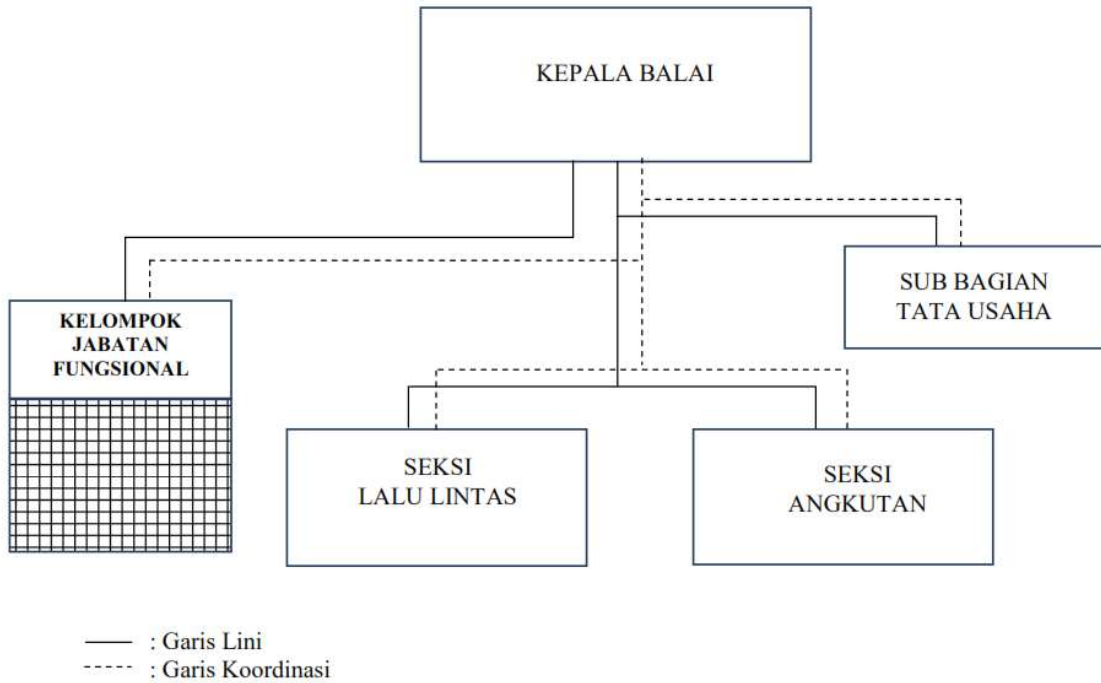 KEPALA BALAI
SUB BAGIAN
TATA USAHA
KELOMPOK
JABATAN
FUNGSIONAL
SEKSI
LALU LINTAS
SEKSI
ANGKUTAN
: Garis Lini
: Garis Koordinasi